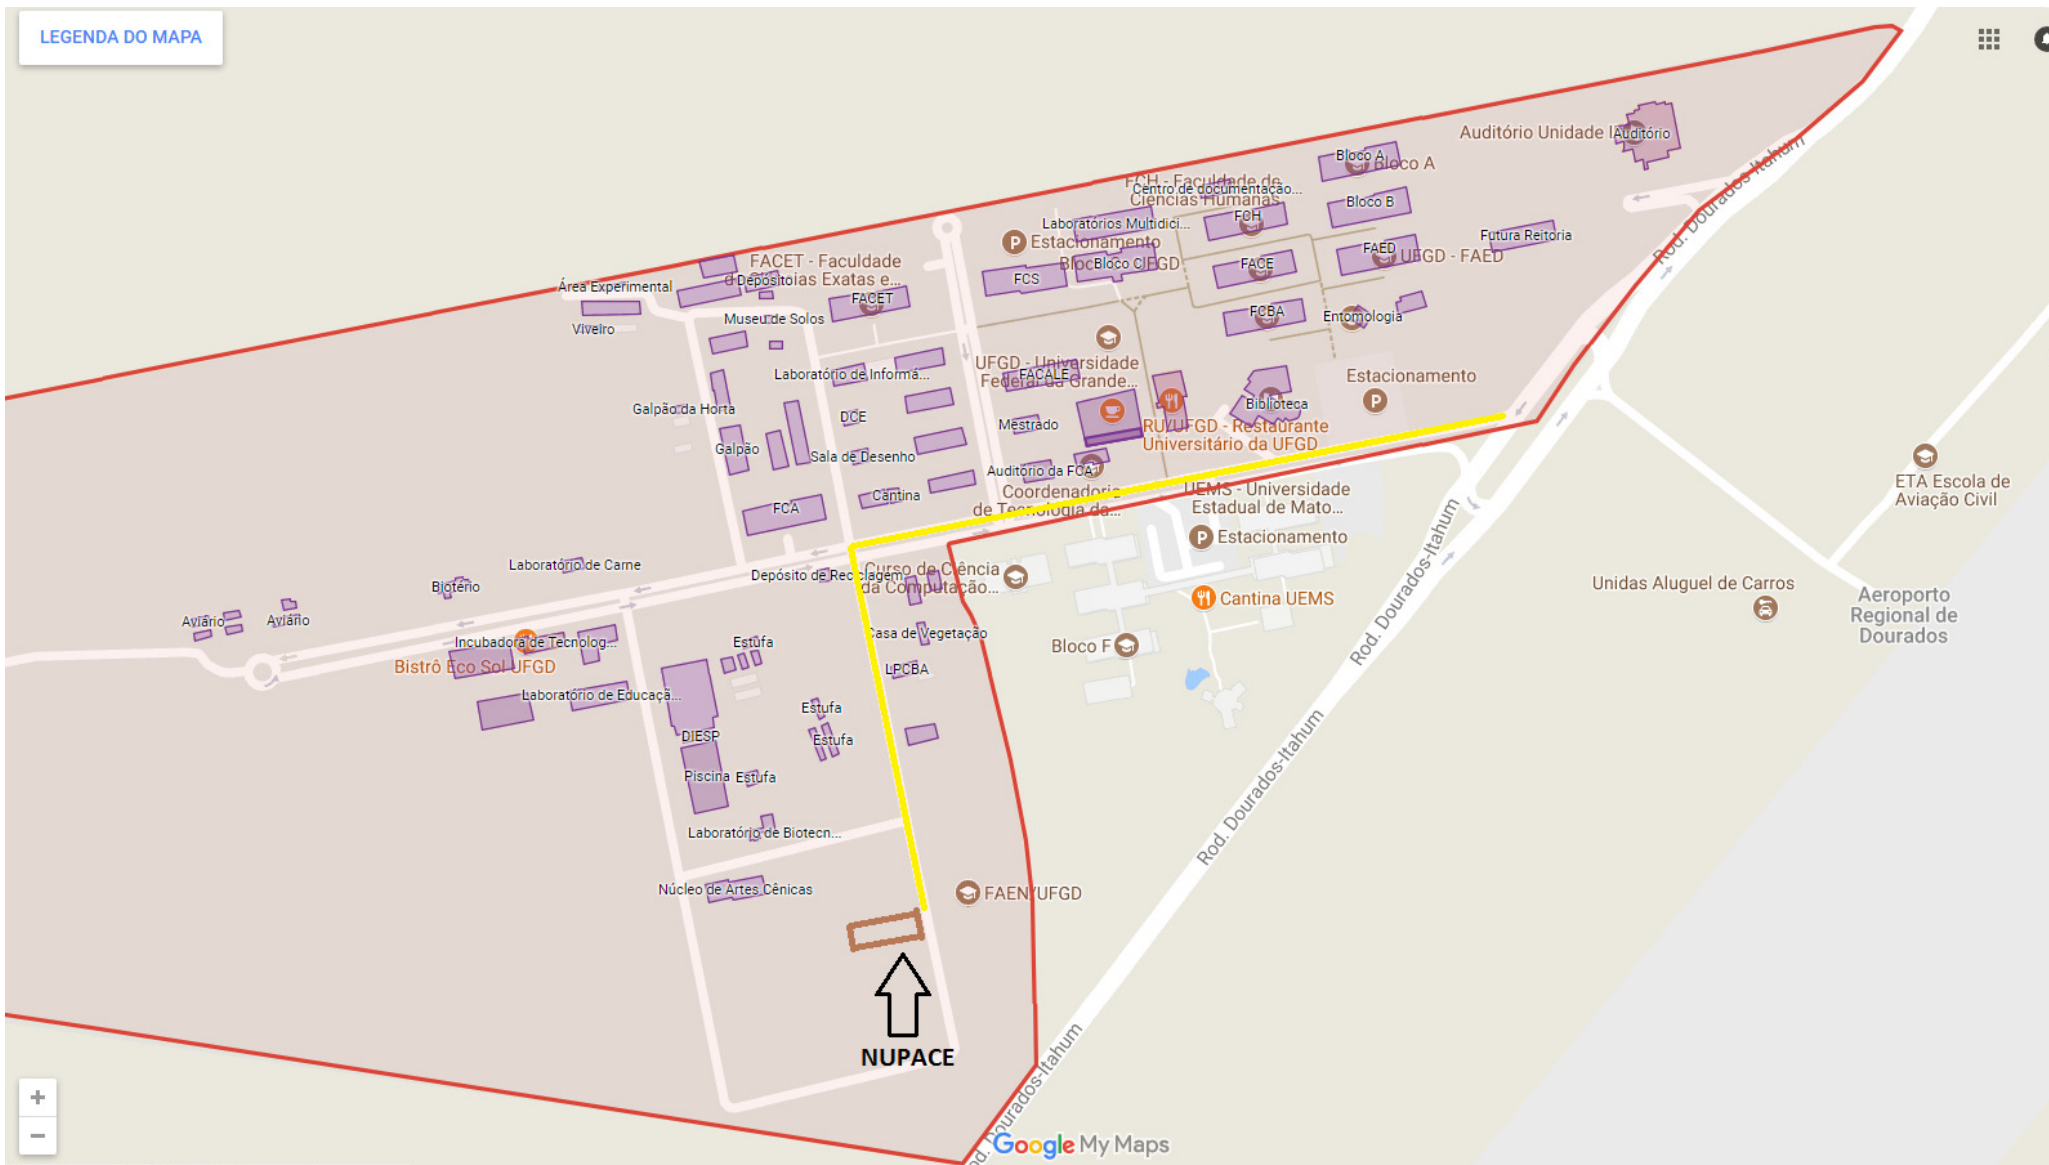 LEGENDA DO MAPA
Auditório Unidade II
Auditório
Bloco A
Bloco A
FCH - Faculdade de
Ciências Humanas
Centro de documentação...
Bloco B
FCH
Laboratórios Multidici...
Estacionamento
Futura Reitoria
FAED
UFGD - FAED
Rod. Dourados-Itahum
FACET - Faculdade
de Ciências Exatas e...
Bloco C
FACE
FCS
Depósito
Área Experimental
FACET
Museu de Solos
Viveiro
FCBA
Entomologia
UFGD - Universidade
Federal da Grande...
FACALE
Laboratório de Informá...
Estacionamento
Biblioteca
Galpão da Horta
DCE
Mestrado
RU/UFGD - Restaurante
Universitário da UFGD
Galpão
Sala de Desenho
Auditório da FCA
Coordenadoria
de Tecnologia da...
Cantina
FCA
UEMS - Universidade
Estadual de Mato...
Estacionamento
ETA Escola de
Aviação Civil
Laboratório de Carne
Depósito de Reciclagem
Curso de Ciência
da Computação...
Biotério
Cantina UEMS
Unidas Aluguel de Carros
Aeroporto
Regional de
Dourados
Rod. Dourados-Itahum
Aviário
Aviário
Incubadora de Tecnolog...
Bistrô Eco Sol UFGD
Estufa
Casa de Vegetação
Bloco F
LPCBA
Laboratório de Educaçã...
Estufa
DIESP
Estufa
Piscina
Estufa
Rod. Dourados-Itahum
Laboratório de Biotecn...
Núcleo de Artes Cênicas
FAEN/UFGD
NUPACE
Rod. Dourados-Itahum
+
−
Google My Maps